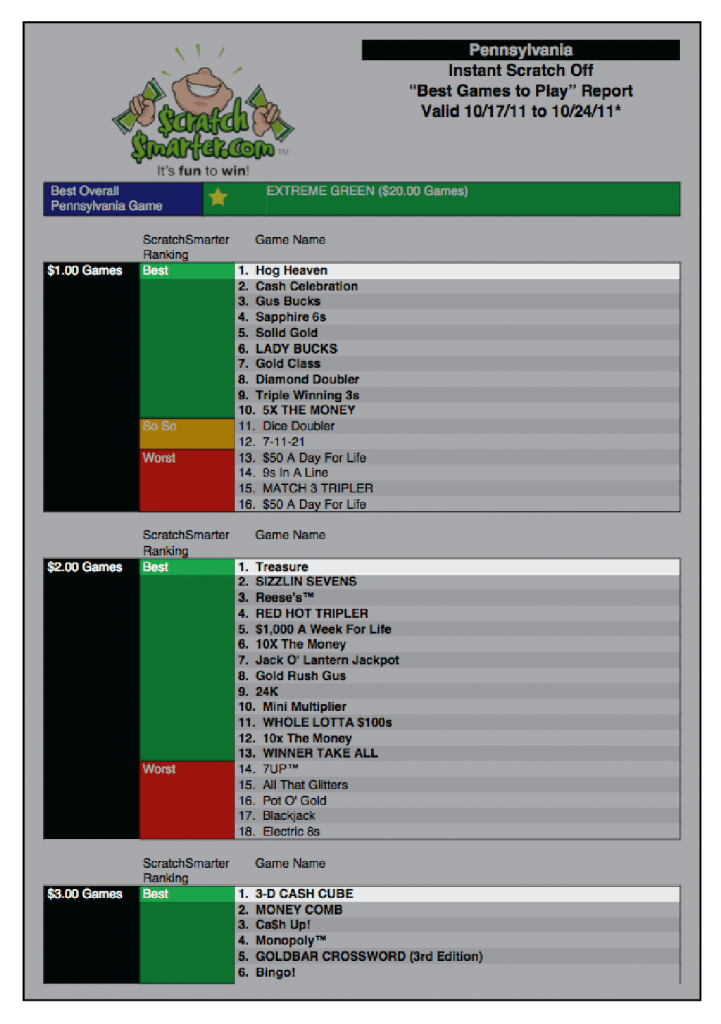 Pennsylvania
Instant Scratch Off
“Best Games to Play” Report
Valid 10/17/11 to 10/24/11*
$cratch
$marter.com™
It's fun to win!
Best Overall
Pennsylvania Game
EXTREME GREEN ($20.00 Games)
ScratchSmarter
Ranking
Game Name
$1.00 Games
Best
1. Hog Heaven
2. Cash Celebration
3. Gus Bucks
4. Sapphire 6s
5. Solid Gold
6. LADY BUCKS
7. Gold Class
8. Diamond Doubler
9. Triple Winning 3s
10. 5X THE MONEY
So So
11. Dice Doubler
12. 7-11-21
Worst
13. $50 A Day For Life
14. 9s In A Line
15. MATCH 3 TRIPLER
16. $50 A Day For Life
ScratchSmarter
Ranking
Game Name
$2.00 Games
Best
1. Treasure
2. SIZZLIN SEVENS
3. Reese's™
4. RED HOT TRIPLER
5. $1,000 A Week For Life
6. 10X The Money
7. Jack O' Lantern Jackpot
8. Gold Rush Gus
9. 24K
10. Mini Multiplier
11. WHOLE LOTTA $100s
12. 10x The Money
13. WINNER TAKE ALL
Worst
14. 7UP™
15. All That Glitters
16. Pot O' Gold
17. Blackjack
18. Electric 8s
ScratchSmarter
Ranking
Game Name
$3.00 Games
Best
1. 3-D CASH CUBE
2. MONEY COMB
3. Ca$h Up!
4. Monopoly™
5. GOLDBAR CROSSWORD (3rd Edition)
6. Bingo!